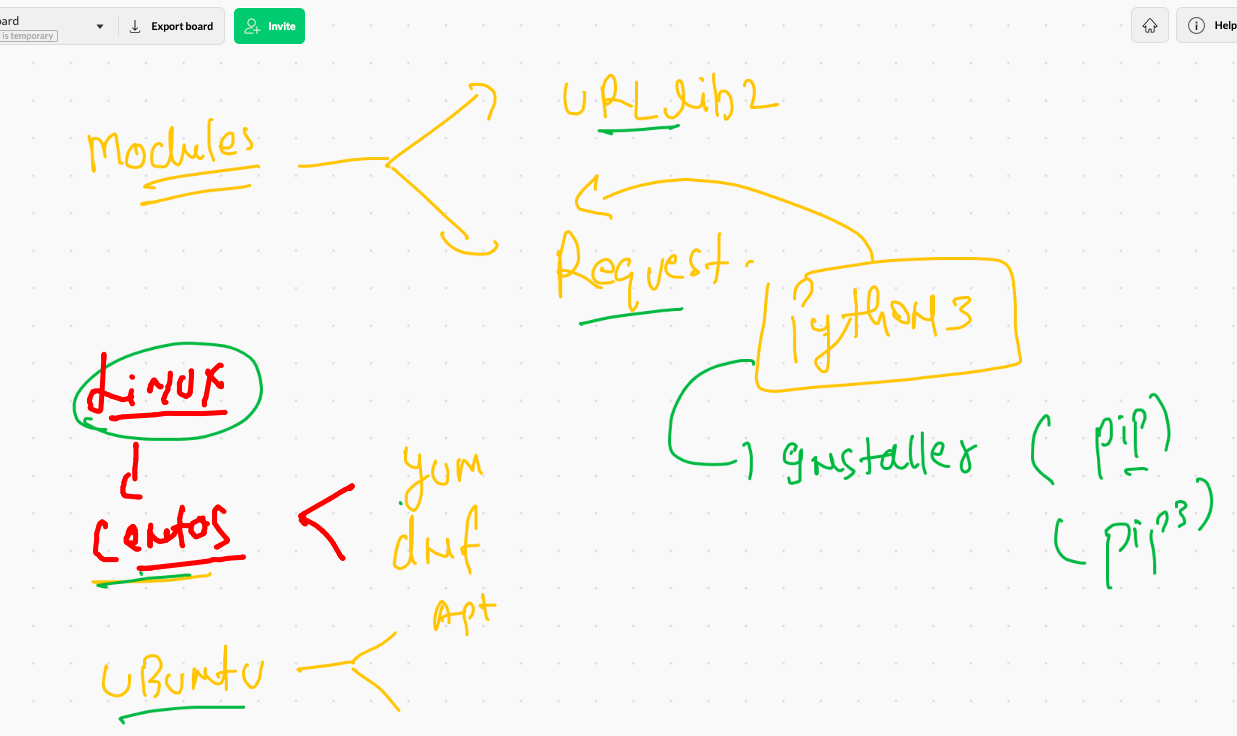 oard
is temporary
Export board
Invite
Help
Modules
URLlib2
Request.
Python3
Linux
installer ( pip )
( pip3 )
Centos
yum
dnf
Apt
UBuntu